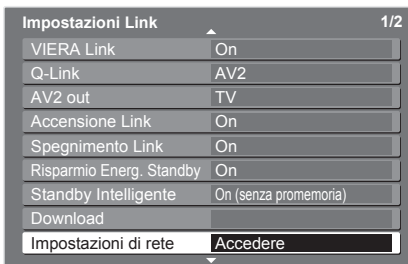 Impostazioni Link 1/2
VIERA Link On
Q-Link AV2
AV2 out TV
Accensione Link On
Spegnimento Link On
Risparmio Energ. Standby On
Standby Intelligente On (senza promemoria)
Download
Impostazioni di rete Accedere